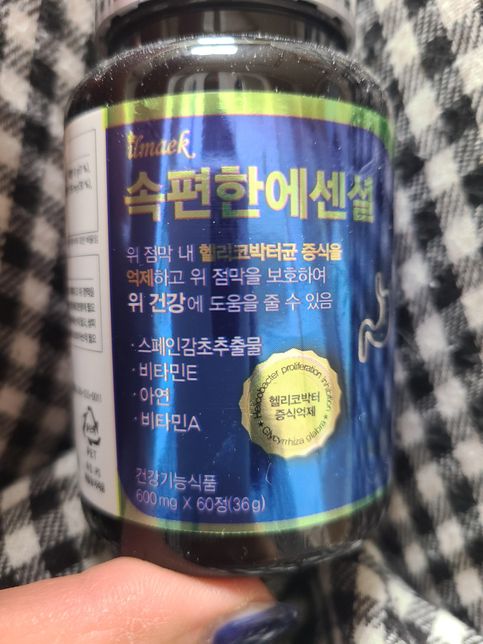 ilmaek
속편한에센셜
위 점막 내 헬리코박터균 증식을
억제하고 위 점막을 보호하여
위 건강에 도움을 줄 수 있음
· 스페인감초추출물
· 비타민E
· 아연
· 비타민A
Helicobacter proliferation inhibition
헬리코박터
증식억제
Glycyrrhiza glabra
건강기능식품
600mg X 60정(36g)
PET